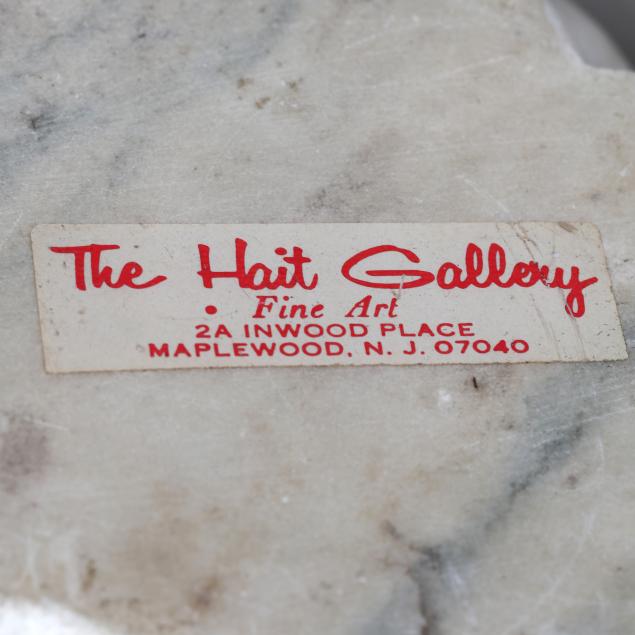 The Hait Gallery
• Fine Art
2A INWOOD PLACE
MAPLEWOOD, N. J. 07040